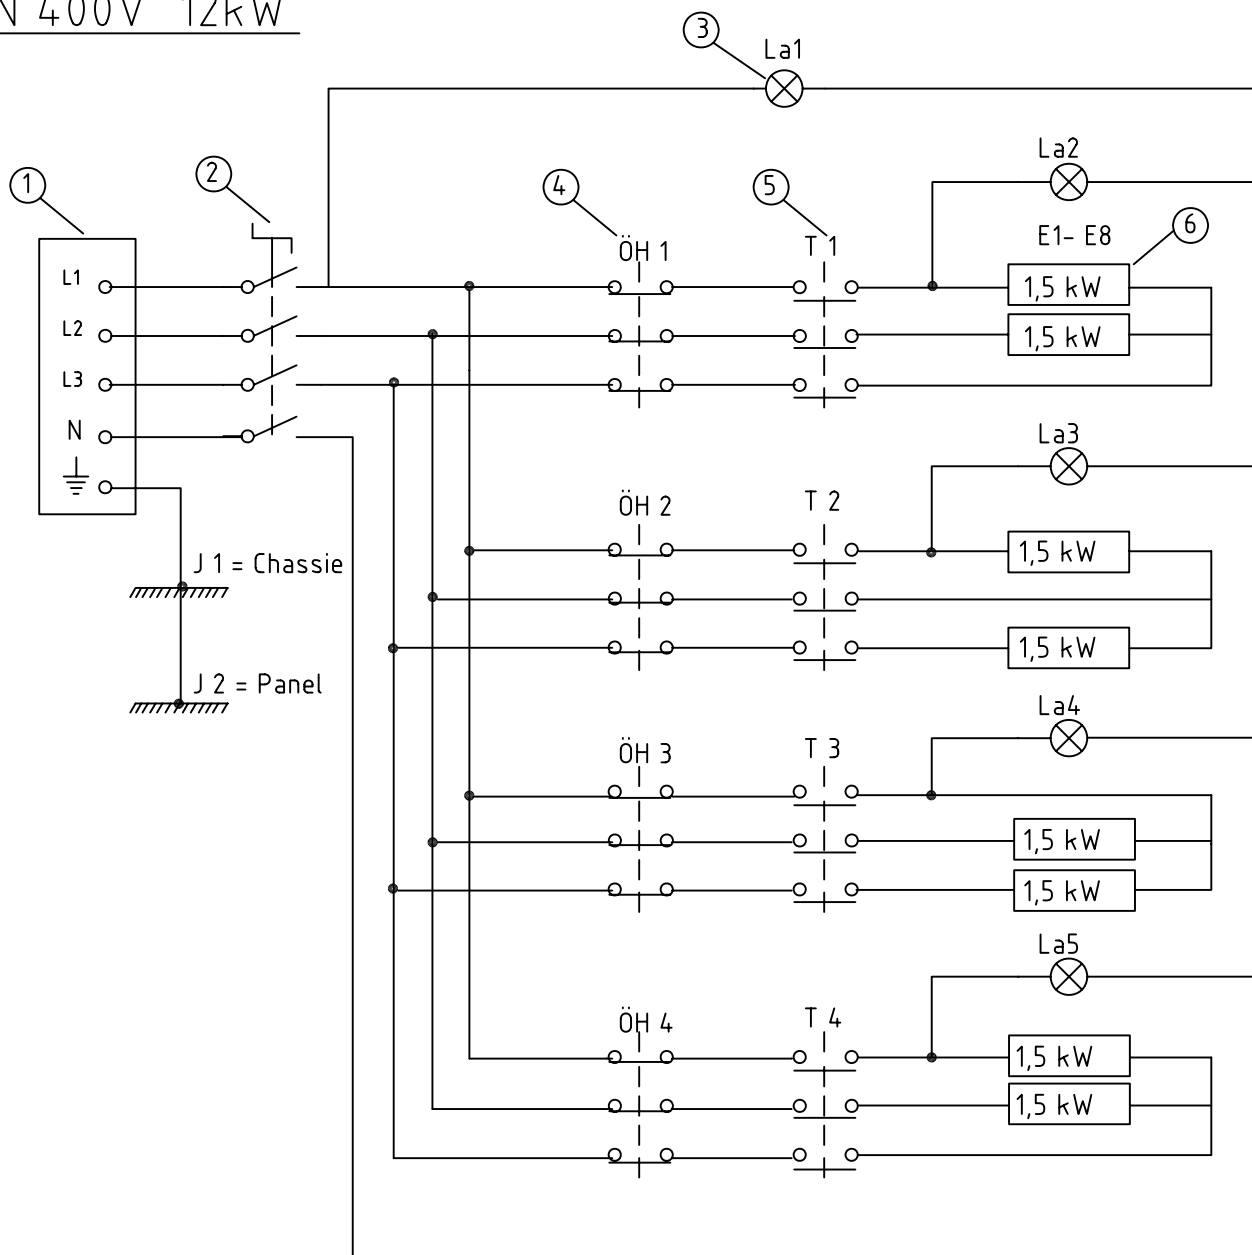 N 400V 12kW
3
La1
1
2
4
5
La2
6
ÖH 1
T 1
E1- E8
L1
1,5 kW
L2
1,5 kW
L3
N
La3
ÖH 2
T 2
1,5 kW
J 1 = Chassie
1,5 kW
J 2 = Panel
La4
ÖH 3
T 3
1,5 kW
1,5 kW
La5
ÖH 4
T 4
1,5 kW
1,5 kW